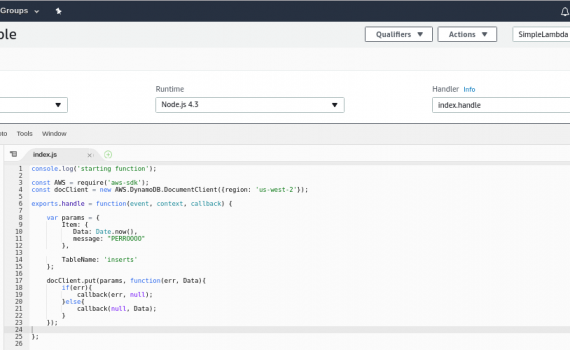 Groups
ole
Qualifiers Actions SimpleLambda
Runtime Handler Info
Node.js 4.3 index.handle
oto Tools Window
index.js
1 console.log('starting function');
2
3 const AWS = require('aws-sdk');
4 const docClient = new AWS.DynamoDB.DocumentClient({region: 'us-west-2'});
5
6 exports.handle = function(event, context, callback) {
7
8 var params = {
9 Item: {
10 Data: Date.now(),
11 message: "PERROOOO"
12 },
13
14 TableName: 'inserts'
15 };
16
17 docClient.put(params, function(err, Data){
18 if(err){
19 callback(err, null);
20 }else{
21 callback(null, Data);
22 }
23 });
24
25 };
26